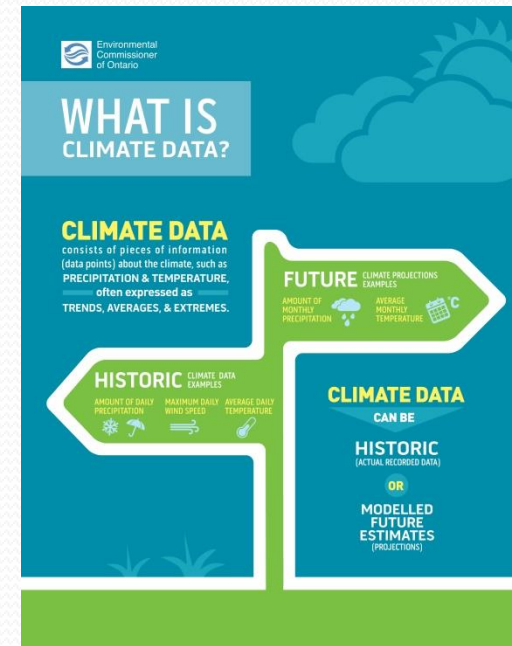 Environmental
Commissioner
of Ontario
WHAT IS
CLIMATE DATA?
CLIMATE DATA
consists of pieces of information
(data points) about the climate, such as
PRECIPITATION & TEMPERATURE,
often expressed as
TRENDS, AVERAGES, & EXTREMES.
FUTURE CLIMATE PROJECTIONS
EXAMPLES
AMOUNT OF
MONTHLY
PRECIPITATION
AVERAGE
MONTHLY
TEMPERATURE
°C
HISTORIC CLIMATE DATA
EXAMPLES
AMOUNT OF DAILY
PRECIPITATION
MAXIMUM DAILY
WIND SPEED
AVERAGE DAILY
TEMPERATURE
CLIMATE DATA
CAN BE
HISTORIC
(ACTUAL RECORDED DATA)
OR
MODELLED
FUTURE
ESTIMATES
(PROJECTIONS)